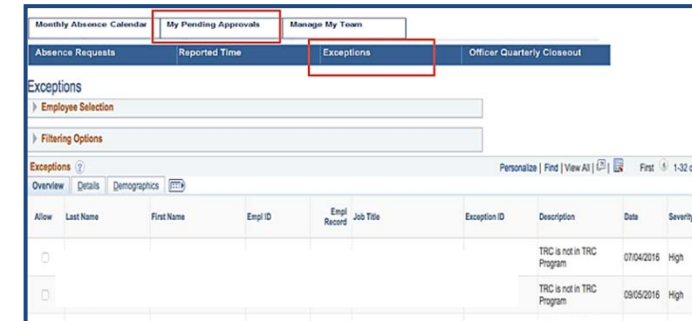 Monthly Absence Calendar My Pending Approvals Manage My Team
Absence Requests Reported Time Exceptions Officer Quarterly Closeout
Exceptions
Employee Selection
Filtering Options
Exceptions Personalize | Find | View All | First 1-32 o
Overview Details Demographics
Allow Last Name First Name Empl ID Empl Record Job Title Exception ID Description Date Severity
TRC is not in TRC
Program 07/04/2016 High
TRC is not in TRC
Program 09/05/2016 High